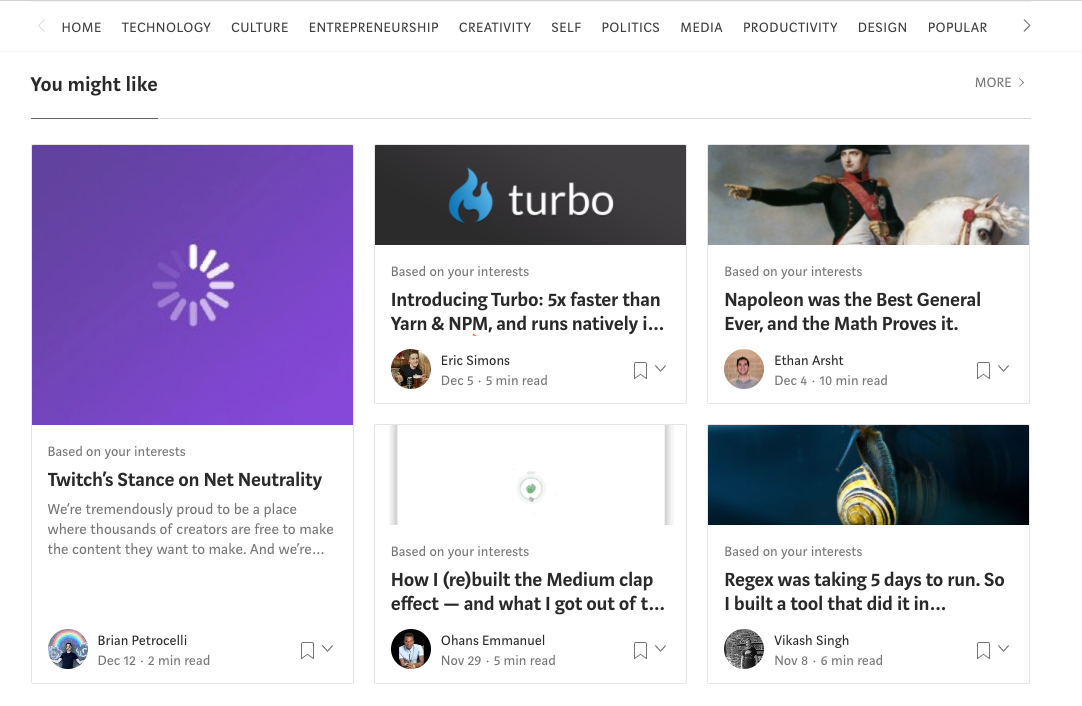 HOME TECHNOLOGY CULTURE ENTREPRENEURSHIP CREATIVITY SELF POLITICS MEDIA PRODUCTIVITY DESIGN POPULAR
You might like
MORE
Based on your interests
Twitch’s Stance on Net Neutrality
We’re tremendously proud to be a place
where thousands of creators are free to make
the content they want to make. And we’re…
Brian Petrocelli
Dec 12 · 2 min read
turbo
Based on your interests
Introducing Turbo: 5x faster than
Yarn & NPM, and runs natively i…
Eric Simons
Dec 5 · 5 min read
Based on your interests
Napoleon was the Best General
Ever, and the Math Proves it.
Ethan Arsht
Dec 4 · 10 min read
Based on your interests
How I (re)built the Medium clap
effect — and what I got out of t…
Ohans Emmanuel
Nov 29 · 5 min read
Based on your interests
Regex was taking 5 days to run. So
I built a tool that did it in…
Vikash Singh
Nov 8 · 6 min read